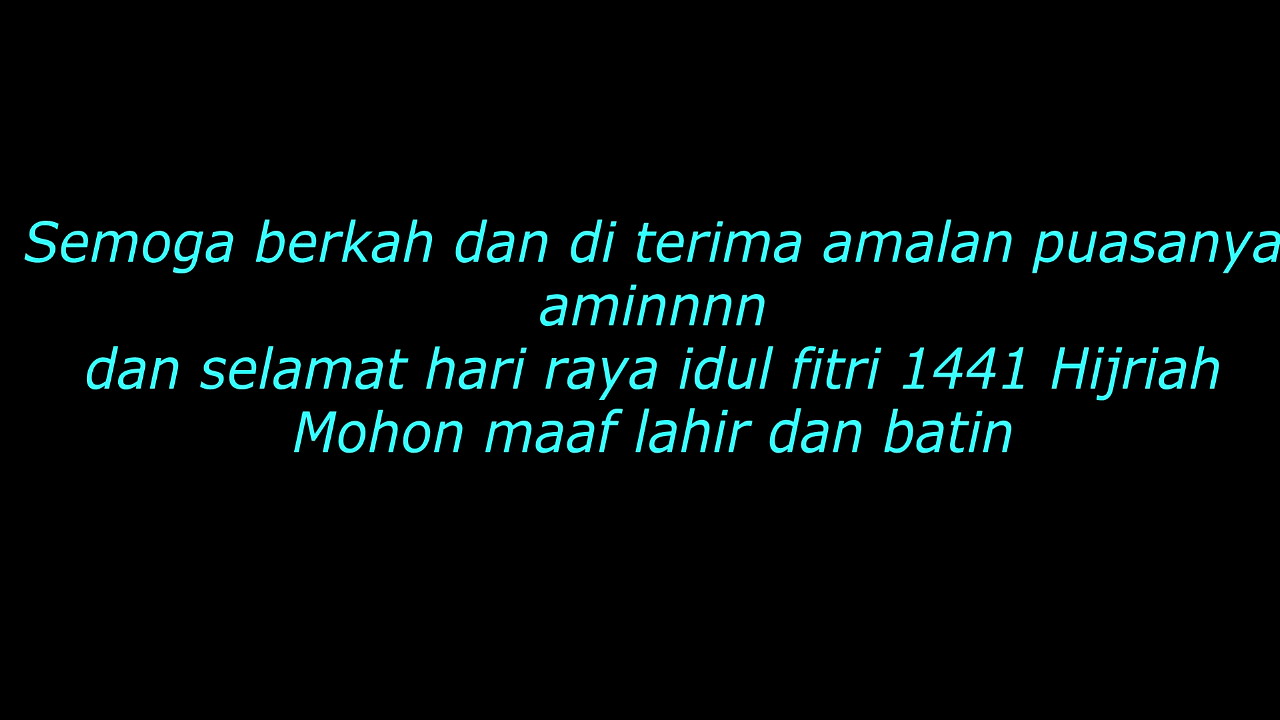 Semoga berkah dan di terima amalan puasanya
aminnnn
dan selamat hari raya idul fitri 1441 Hijriah
Mohon maaf lahir dan batin